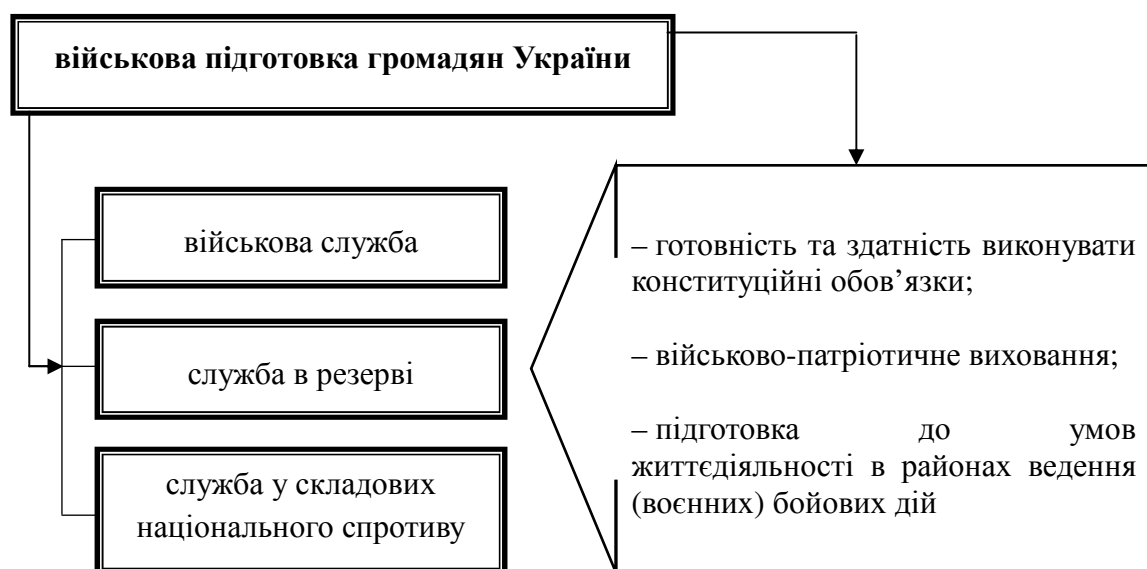 військова підготовка громадян України
військова служба
служба в резерві
служба у складових
національного спротиву
– готовність та здатність виконувати
конституційні обов’язки;
– військово-патріотичне виховання;
– підготовка до умов
життєдіяльності в районах ведення
(воєнних) бойових дій